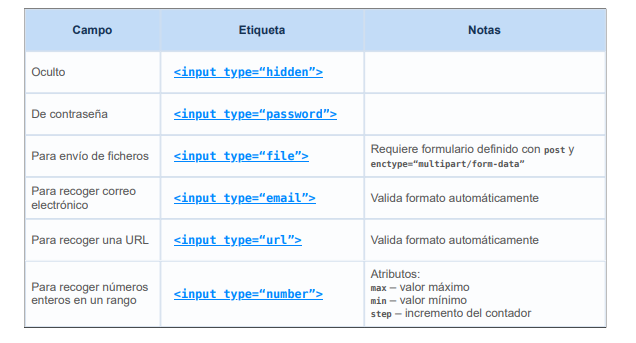 Campo Etiqueta Notas
Oculto <input type=“hidden”>
De contraseña <input type=“password”>
Para envío de ficheros <input type=“file”> Requiere formulario definido con post y
enctype=“multipart/form-data”
Para recoger correo
electrónico <input type=“email”> Valida formato automáticamente
Para recoger una URL <input type=“url”> Valida formato automáticamente
Para recoger números
enteros en un rango <input type=“number”> Atributos:
max – valor máximo
min – valor mínimo
step – incremento del contador